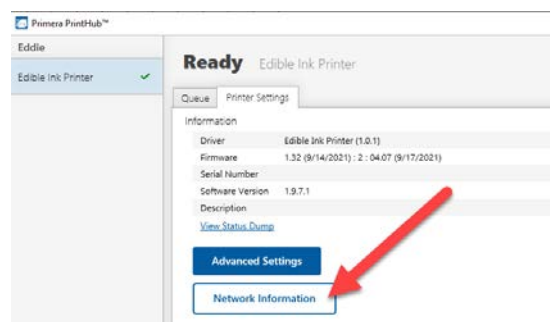 Primera PrintHub™
Eddie
Edible Ink Printer
Ready Edible Ink Printer
Queue Printer Settings
Information
Driver Edible Ink Printer (1.0.1)
Firmware 1.32 (9/14/2021) : 2 : 04.07 (9/17/2021)
Serial Number
Software Version 1.9.7.1
Description
View Status Dump
Advanced Settings
Network Information